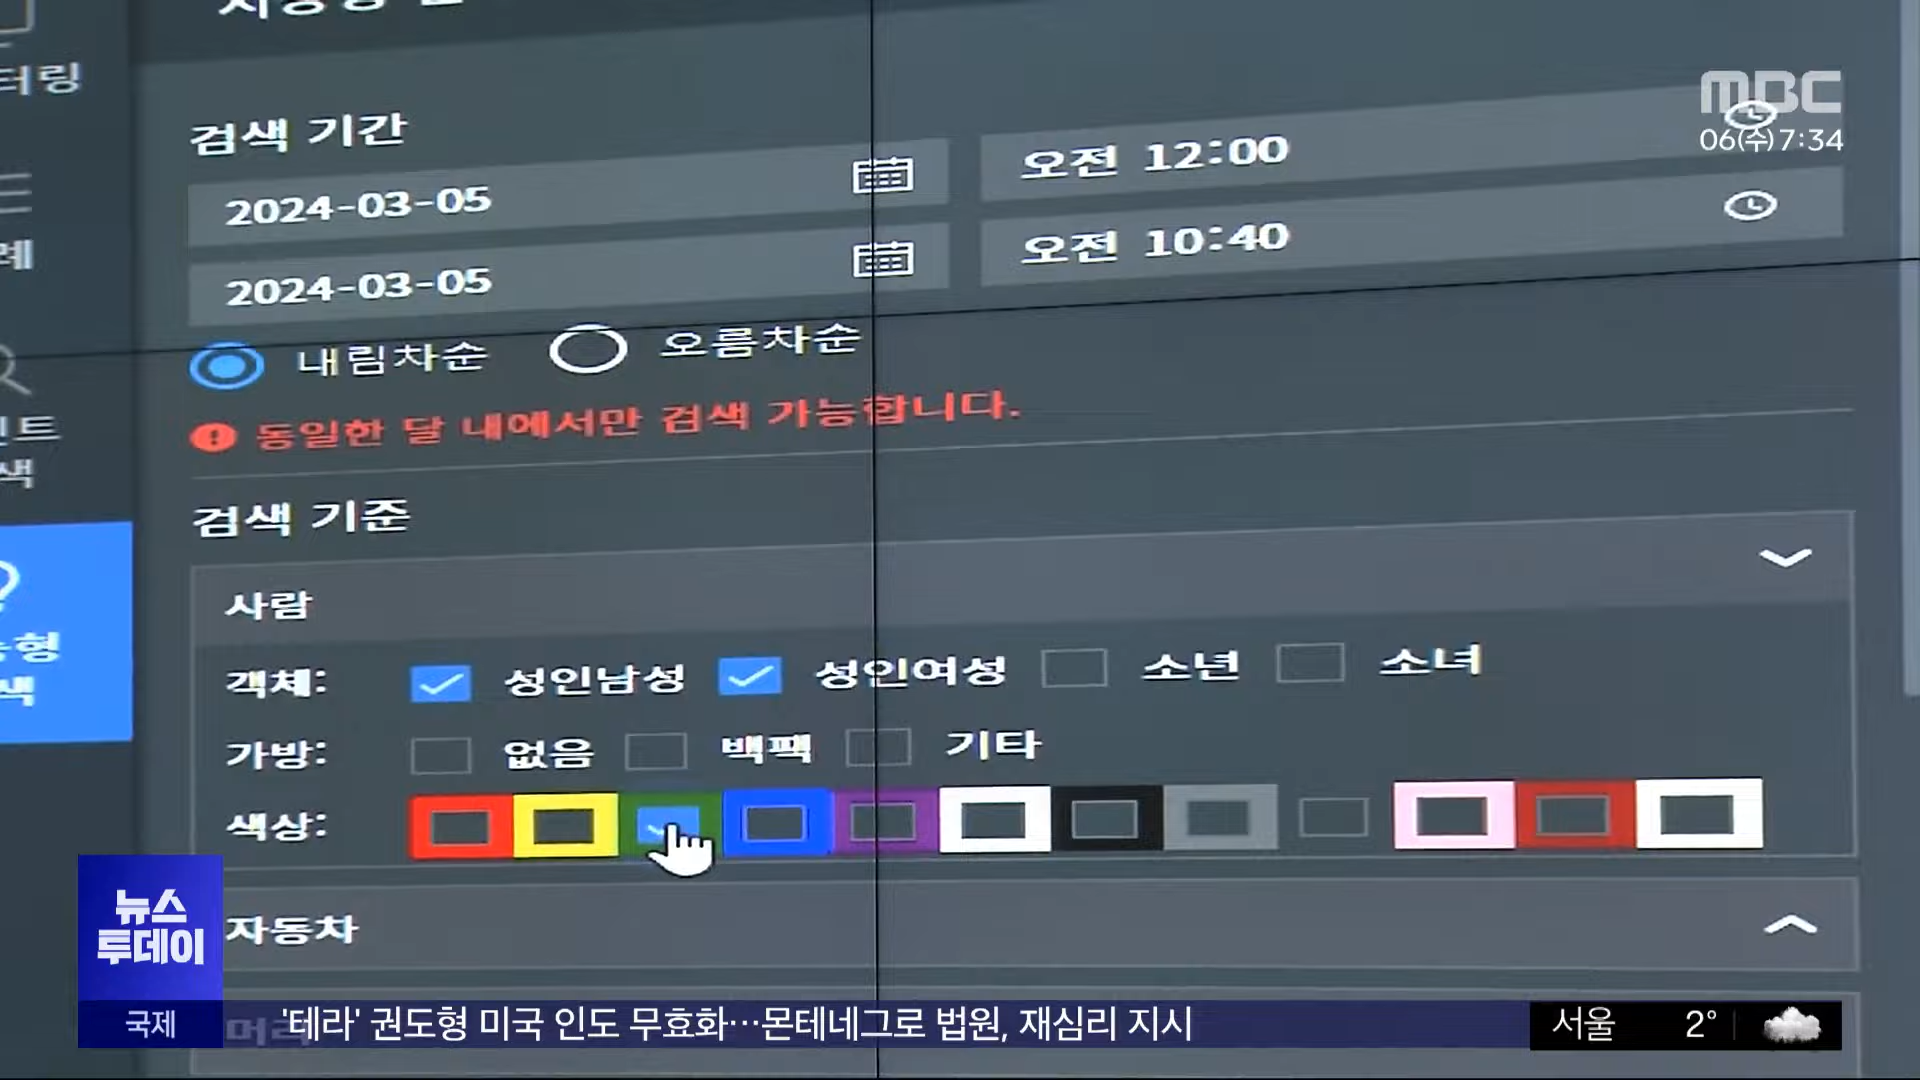 터링
검색 기간
MBC
06(수)7:34
2024-03-05
오전 12:00
2024-03-05
오전 10:40
내림차순 오름차순
동일한 달 내에서만 검색 가능합니다.
검색 기준
사람
객체: 성인남성 성인여성 소년 소녀
가방: 없음 백팩 기타
색상:
자동차
뉴스
투데이
국제
'테라' 권도형 미국 인도 무효화…몬테네그로 법원, 재심리 지시
서울 2°